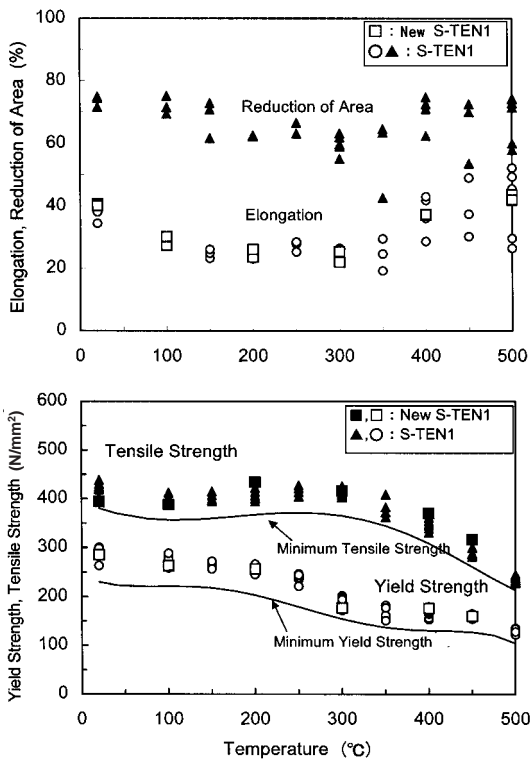 100
80
60
40
20
0
Elongation, Reduction of Area (%)
□ : New S-TEN1
○▲ : S-TEN1
Reduction of Area
Elongation
0 100 200 300 400 500
600
500
400
300
200
100
0
Yield Strength, Tensile Strength (N/mm²)
■,□ : New S-TEN1
▲,○ : S-TEN1
Tensile Strength
Minimum Tensile Strength
Yield Strength
Minimum Yield Strength
0 100 200 300 400 500
Temperature (℃)